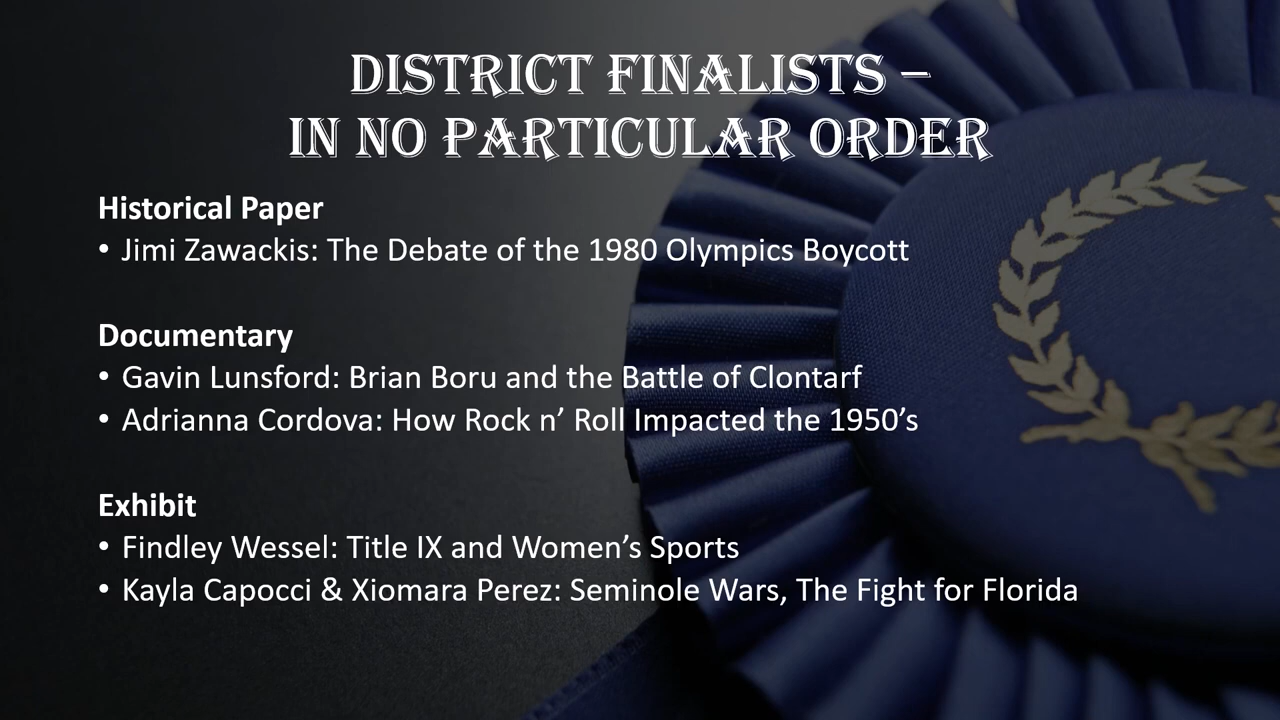 DISTRICT FINALISTS –
IN NO PARTICULAR ORDER
Historical Paper
• Jimi Zawackis: The Debate of the 1980 Olympics Boycott
Documentary
• Gavin Lunsford: Brian Boru and the Battle of Clontarf
• Adrianna Cordova: How Rock n’ Roll Impacted the 1950’s
Exhibit
• Findley Wessel: Title IX and Women’s Sports
• Kayla Capocci & Xiomara Perez: Seminole Wars, The Fight for Florida